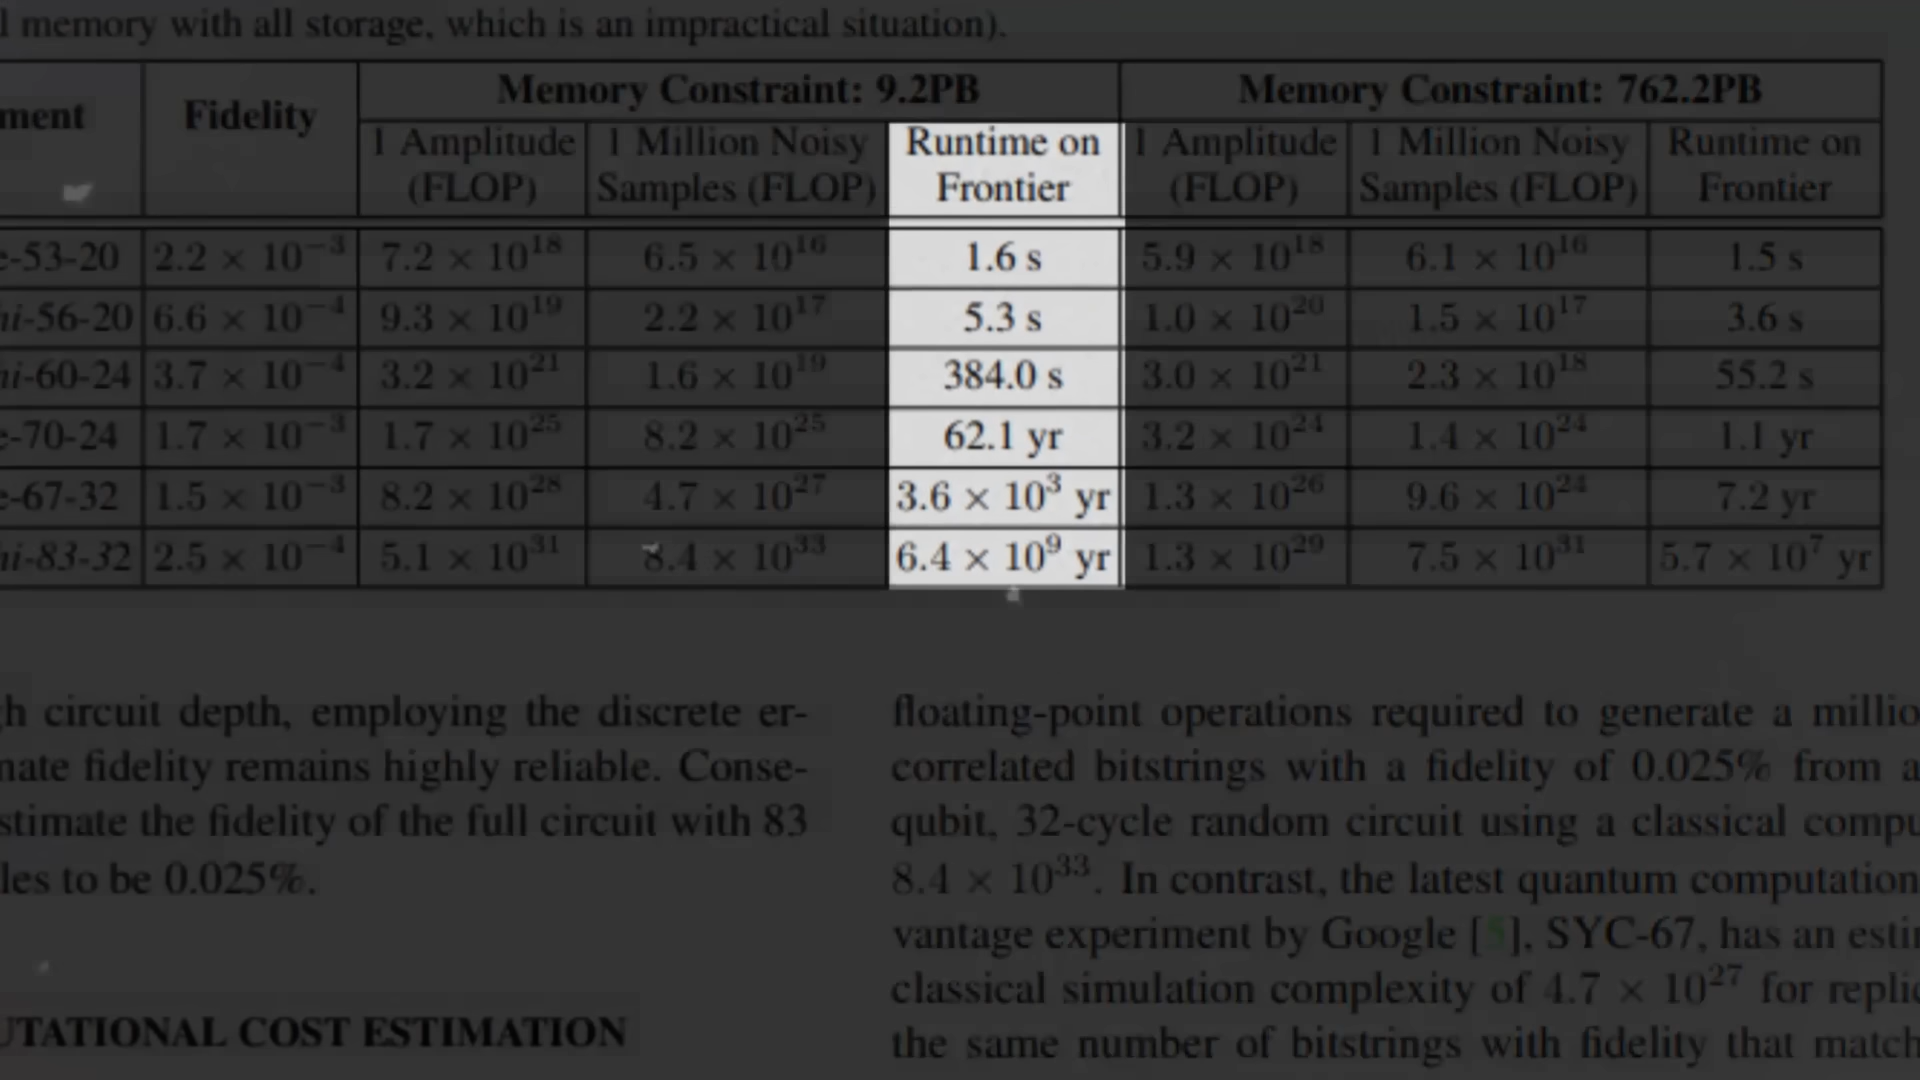 l memory with all storage, which is an impractical situation).
ment Fidelity Memory Constraint: 9.2PB Memory Constraint: 762.2PB
1 Amplitude (FLOP) 1 Million Noisy Samples (FLOP) Runtime on Frontier 1 Amplitude (FLOP) 1 Million Noisy Samples (FLOP) Runtime on Frontier
e-53-20 2.2 × 10⁻³ 7.2 × 10¹⁸ 6.5 × 10¹⁶ 1.6 s 5.9 × 10¹⁸ 6.1 × 10¹⁶ 1.5 s
hi-56-20 6.6 × 10⁻⁴ 9.3 × 10¹⁹ 2.2 × 10¹⁷ 5.3 s 1.0 × 10²⁰ 1.5 × 10¹⁷ 3.6 s
hi-60-24 3.7 × 10⁻⁴ 3.2 × 10²¹ 1.6 × 10¹⁹ 384.0 s 3.0 × 10²¹ 2.3 × 10¹⁸ 55.2 s
e-70-24 1.7 × 10⁻³ 1.7 × 10²⁵ 8.2 × 10²⁵ 62.1 yr 3.2 × 10²⁴ 1.4 × 10²⁴ 1.1 yr
e-67-32 1.5 × 10⁻³ 8.2 × 10²⁸ 4.7 × 10²⁷ 3.6 × 10³ yr 1.3 × 10²⁶ 9.6 × 10²⁴ 7.2 yr
hi-83-32 2.5 × 10⁻⁴ 5.1 × 10³¹ 8.4 × 10³³ 6.4 × 10⁹ yr 1.3 × 10²⁹ 7.5 × 10³¹ 5.7 × 10⁷ yr
gh circuit depth, employing the discrete er-
mate fidelity remains highly reliable. Conse-
stimate the fidelity of the full circuit with 83
les to be 0.025%.
UTATIONAL COST ESTIMATION
floating-point operations required to generate a millio
correlated bitstrings with a fidelity of 0.025% from a
qubit, 32-cycle random circuit using a classical compu
8.4 × 10³³. In contrast, the latest quantum computation
vantage experiment by Google [5], SYC-67, has an estin
classical simulation complexity of 4.7 × 10²⁷ for replic
the same number of bitstrings with fidelity that match